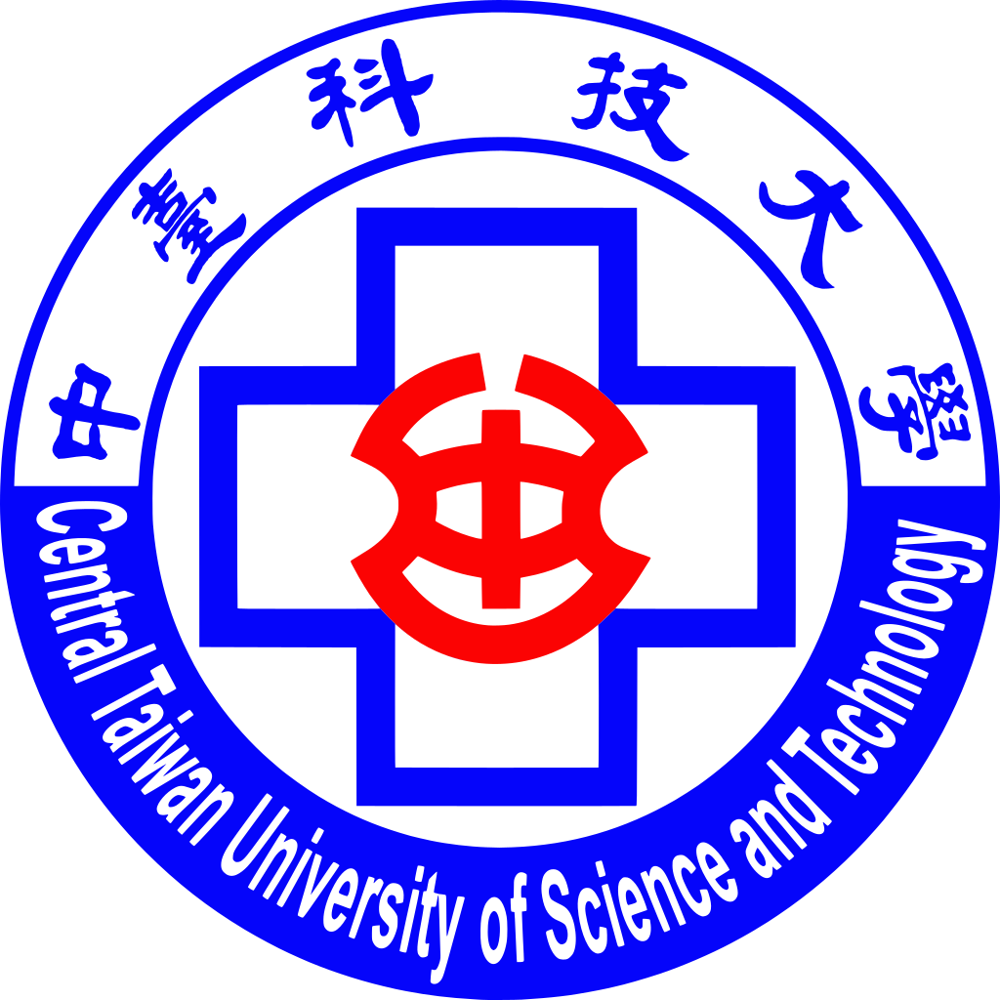 中臺科技大學
Central Taiwan University of Science and Technology